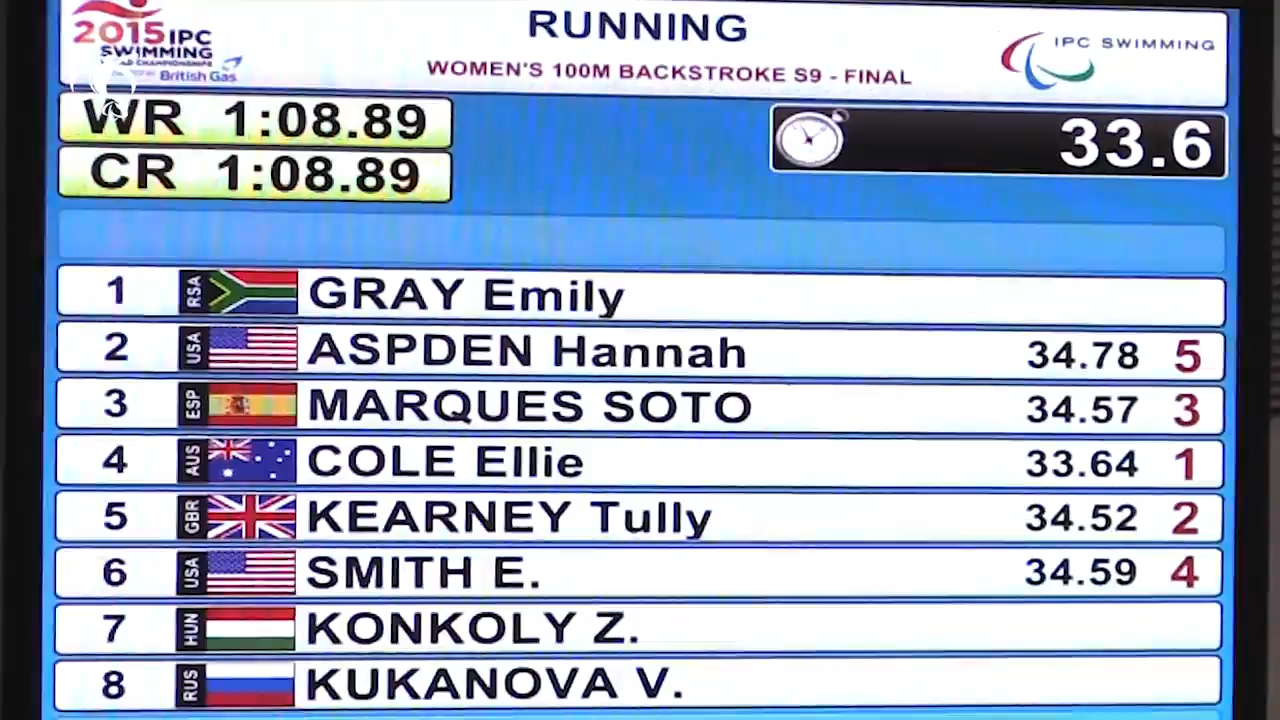 RUNNING
WOMEN'S 100M BACKSTROKE S9 - FINAL
2015 IPC
SWIMMING
British Gas
IPC SWIMMING
WR 1:08.89
CR 1:08.89
33.6
1 RSA GRAY Emily
2 USA ASPDEN Hannah 34.78 5
3 ESP MARQUES SOTO 34.57 3
4 AUS COLE Ellie 33.64 1
5 GBR KEARNEY Tully 34.52 2
6 USA SMITH E. 34.59 4
7 HUN KONKOLY Z.
8 RUS KUKANOVA V.